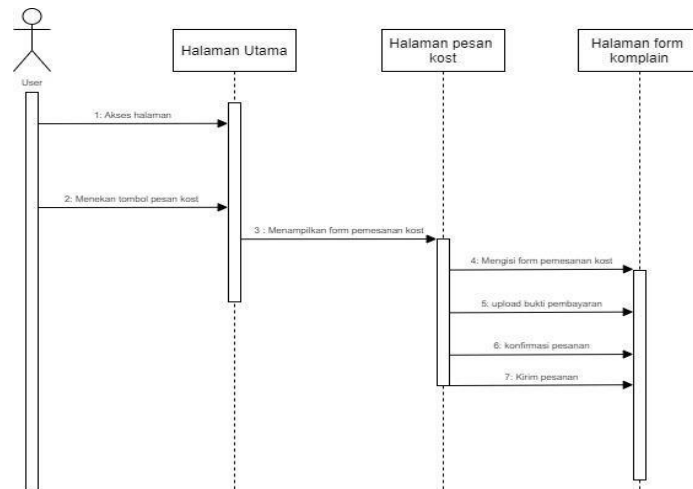 Halaman Utama
Halaman pesan
kost
Halaman form
komplain
User
1: Akses halaman
2: Menekan tombol pesan kost
3 : Menampilkan form pemesanan kost
4: Mengisi form pemesanan kost
5: upload bukti pembayaran
6: konfirmasi pesanan
7: Kirim pesanan